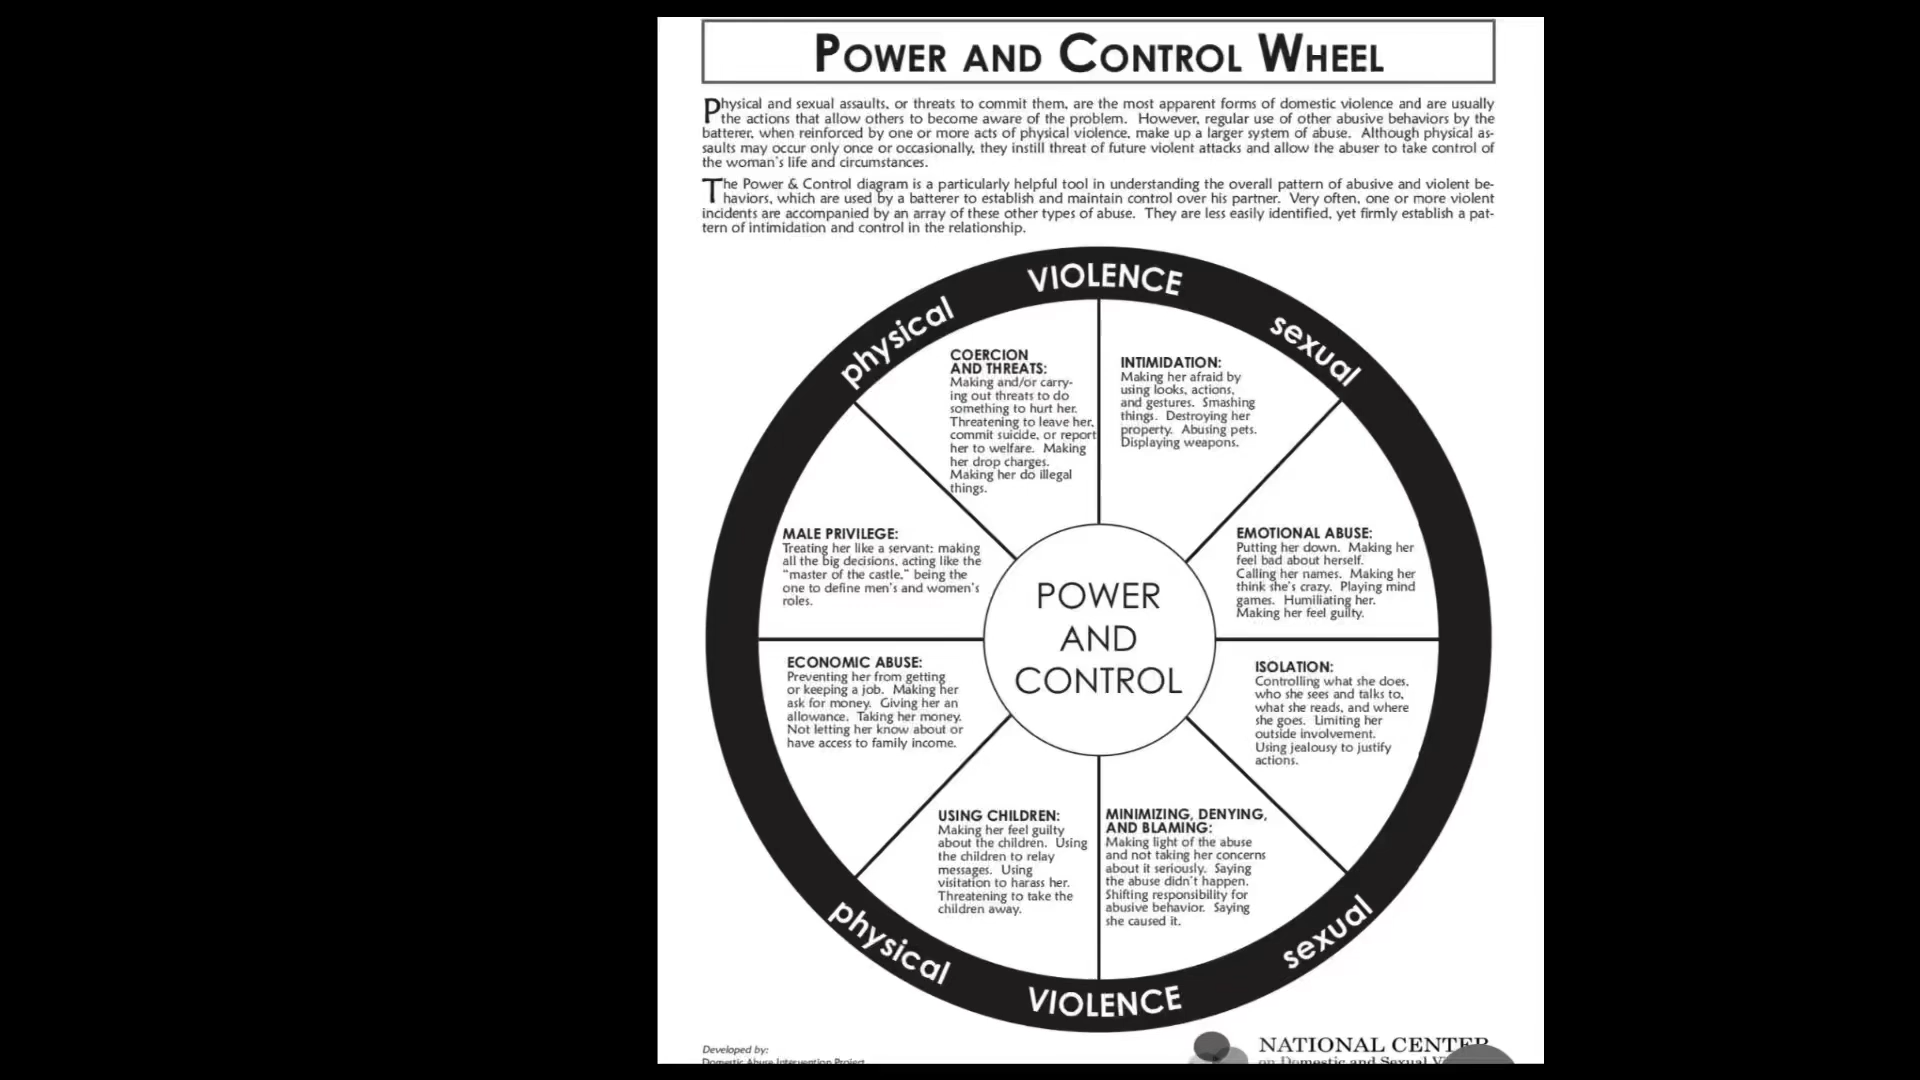 POWER AND CONTROL WHEEL
Physical and sexual assaults, or threats to commit them, are the most apparent forms of domestic violence and are usually
the actions that allow others to become aware of the problem. However, regular use of other abusive behaviors by the
batterer, when reinforced by one or more acts of physical violence, make up a larger system of abuse. Although physical as-
saults may occur only once or occasionally, they instill threat of future violent attacks and allow the abuser to take control of
the woman's life and circumstances.
The Power & Control diagram is a particularly helpful tool in understanding the overall pattern of abusive and violent be-
haviors, which are used by a batterer to establish and maintain control over his partner. Very often, one or more violent
incidents are accompanied by an array of these other types of abuse. They are less easily identified, yet firmly establish a pat-
tern of intimidation and control in the relationship.
physical
VIOLENCE
sexual
COERCION
AND THREATS:
Making and/or carry-
ing out threats to do
something to hurt her.
Threatening to leave her,
commit suicide, or report
her to welfare. Making
her drop charges.
Making her do illegal
things.
INTIMIDATION:
Making her afraid by
using looks, actions,
and gestures. Smashing
things. Destroying her
property. Abusing pets.
Displaying weapons.
MALE PRIVILEGE:
Treating her like a servant: making
all the big decisions, acting like the
"master of the castle," being the
one to define men's and women's
roles.
EMOTIONAL ABUSE:
Putting her down. Making her
feel bad about herself.
Calling her names. Making her
think she's crazy. Playing mind
games. Humiliating her.
Making her feel guilty.
POWER
AND
CONTROL
ECONOMIC ABUSE:
Preventing her from getting
or keeping a job. Making her
ask for money. Giving her an
allowance. Taking her money.
Not letting her know about or
have access to family income.
ISOLATION:
Controlling what she does,
who she sees and talks to,
what she reads, and where
she goes. Limiting her
outside involvement.
Using jealousy to justify
actions.
USING CHILDREN:
Making her feel guilty
about the children. Using
the children to relay
messages. Using
visitation to harass her.
Threatening to take the
children away.
MINIMIZING, DENYING,
AND BLAMING:
Making light of the abuse
and not taking her concerns
about it seriously. Saying
the abuse didn't happen.
Shifting responsibility for
abusive behavior. Saying
she caused it.
physical
VIOLENCE
sexual
Developed by:
Domestic Abuse Intervention Project
NATIONAL CENTER
on Domestic and Sexual